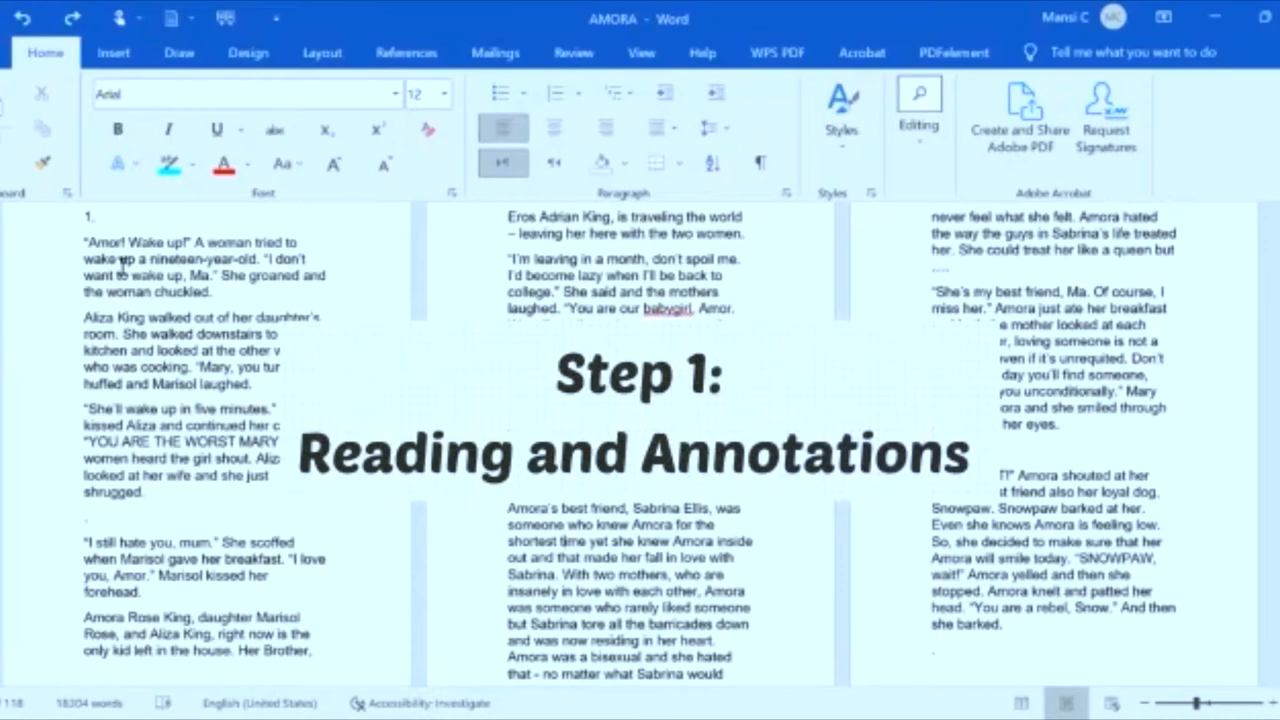 AMORA - Word
Mansi C
MC
Home Insert Draw Design Layout References Mailings Review View Help WPS PDF Acrobat PDFelement Tell me what you want to do
Arial 12
B I U abc X₂ X² A
A A Aa A A
Styles
Editing
Create and Share
Adobe PDF
Request
Signatures
oard Font Paragraph Styles Adobe Acrobat
1.
“Amor! Wake up!” A woman tried to
wake up a nineteen-year-old. “I don’t
want to wake up, Ma.” She groaned and
the woman chuckled.
Aliza King walked out of her daughter’s
room. She walked downstairs to
kitchen and looked at the other
who was cooking. “Mary, you
huffed and Marisol laughed.
“She’ll wake up in five minutes.”
kissed Aliza and continued her
“YOU ARE THE WORST MARY
women heard the girl shout.
looked at her wife and she just
shrugged.
.
“I still hate you, mum.” She scoffed
when Marisol gave her breakfast. “I love
you, Amor.” Marisol kissed her
forehead.
Amora Rose King, daughter Marisol
Rose, and Aliza King, right now is the
only kid left in the house. Her Brother,
Eros Adrian King, is traveling the world
– leaving her here with the two women.
“I’m leaving in a month, don’t spoil me.
I’d become lazy when I’ll be back to
college.” She said and the mothers
laughed. “You are our babygirl, Amor.
Step 1:
Reading and Annotations
Amora’s best friend, Sabrina Ellis, was
someone who knew Amora for the
shortest time yet she knew Amora inside
out and that made her fall in love with
Sabrina. With two mothers, who are
insanely in love with each other, Amora
was someone who rarely liked someone
but Sabrina tore all the barricades down
and was now residing in her heart.
Amora was a bisexual and she hated
that - no matter what Sabrina would
never feel what she felt. Amora hated
the way the guys in Sabrina’s life treated
her. She could treat her like a queen but
....
“She’s my best friend, Ma. Of course, I
miss her.” Amora just ate her breakfast
mother looked at each
loving someone is not a
even if it’s unrequited. Don’t
day you’ll find someone,
you unconditionally.” Mary
and she smiled through
her eyes.
Amora shouted at her
friend also her loyal dog,
Snowpaw. Snowpaw barked at her.
Even she knows Amora is feeling low.
So, she decided to make sure that her
Amora will smile today. “SNOWPAW,
wait!” Amora yelled and then she
stopped. Amora knelt and patted her
head. “You are a rebel, Snow.” And then
she barked.
.
118 18304 words English (United States) Accessibility: Investigate